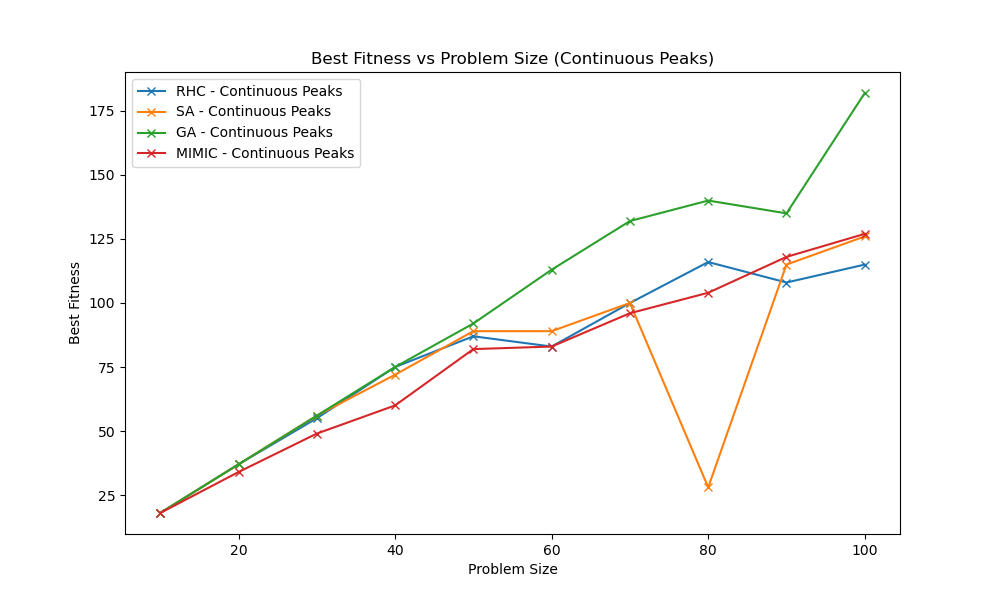 Best Fitness vs Problem Size (Continuous Peaks)
RHC - Continuous Peaks
SA - Continuous Peaks
GA - Continuous Peaks
MIMIC - Continuous Peaks
175
150
125
100
75
50
25
Best Fitness
20
40
60
80
100
Problem Size